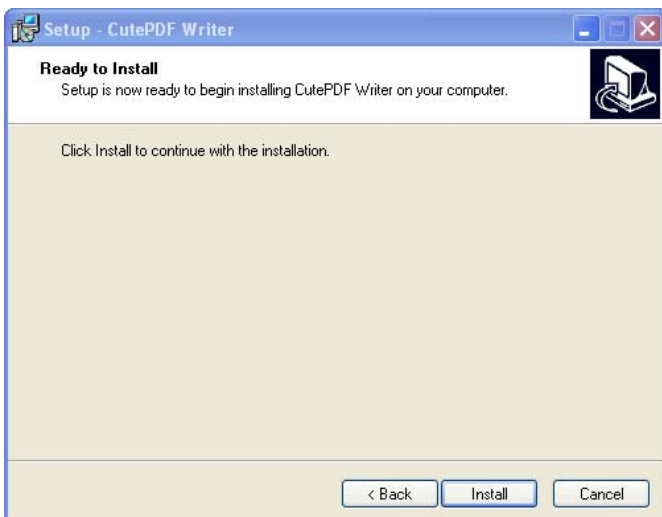 Setup - CutePDF Writer
Ready to Install
Setup is now ready to begin installing CutePDF Writer on your computer.
Click Install to continue with the installation.
< Back
Install
Cancel